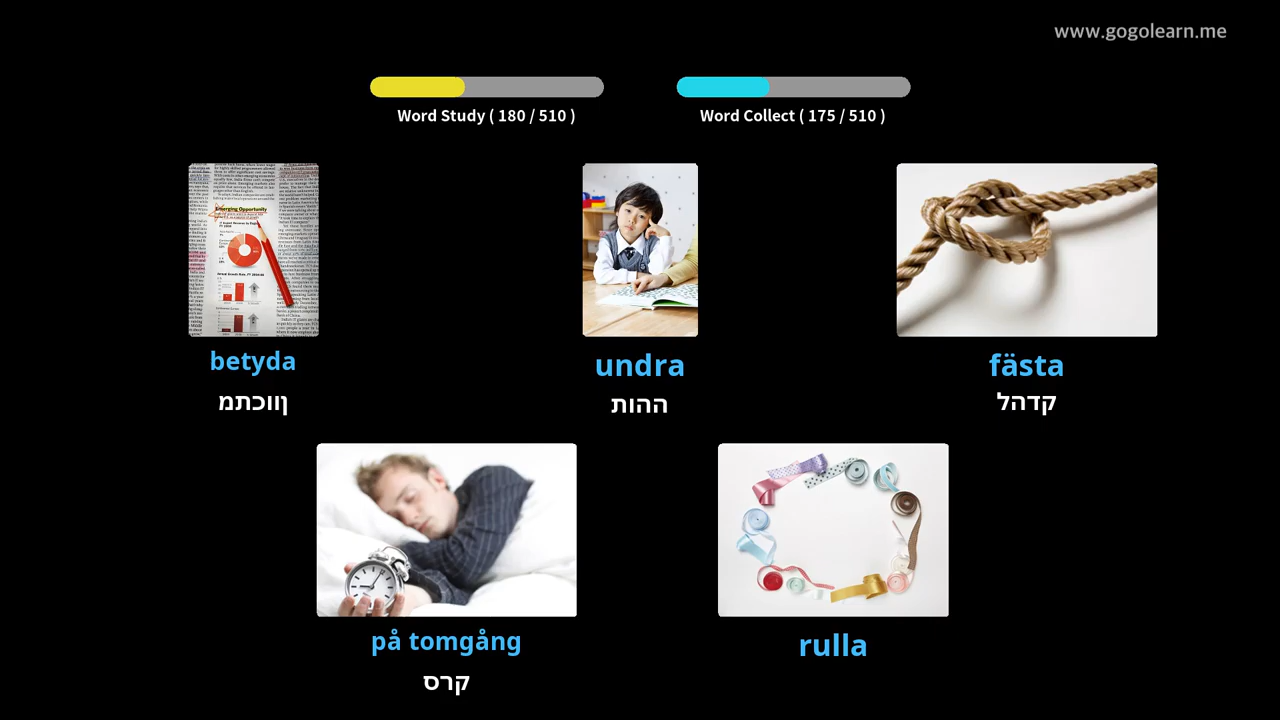 www.gogolearn.me
Word Study ( 180 / 510 )
Word Collect ( 175 / 510 )
betyda
undra
fästa
ןווכתמ
ההות
קדהל
på tomgång
rulla
קרס